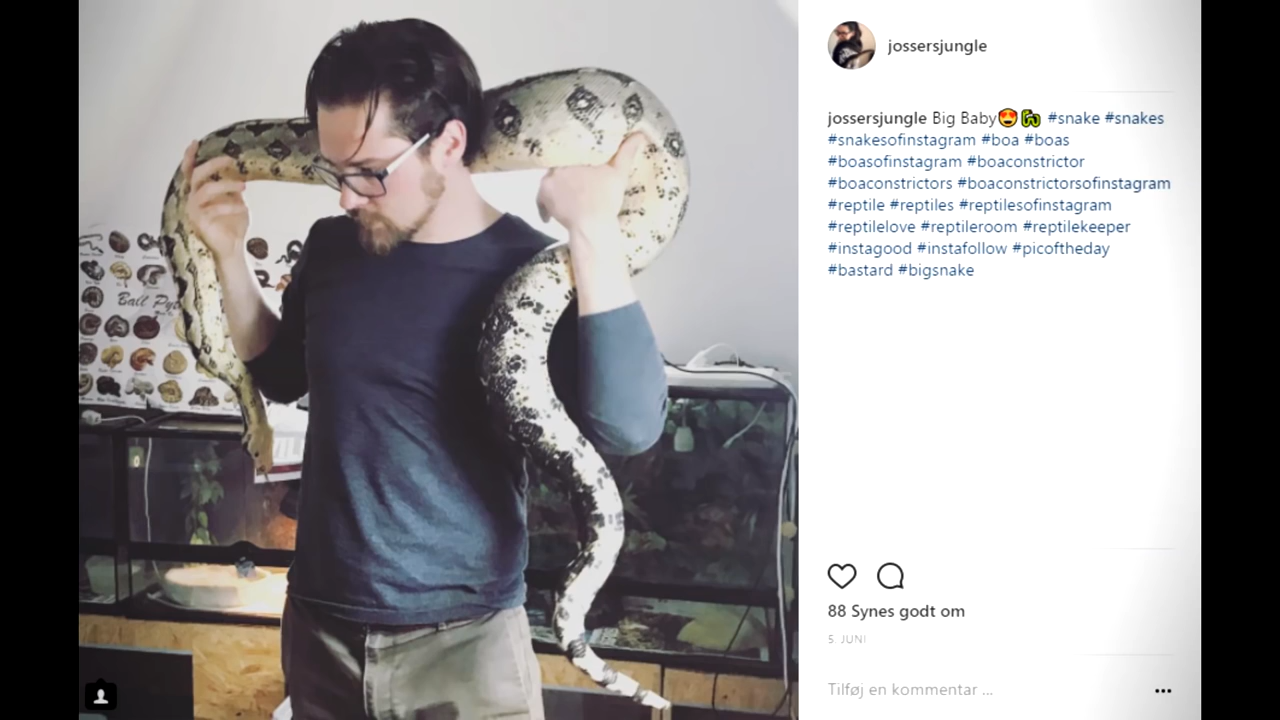 jossersjungle
jossersjungle Big Baby😍🐍 #snake #snakes
#snakesofinstagram #boa #boas
#boasofinstagram #boaconstrictor
#boaconstrictors #boaconstrictorsofinstagram
#reptile #reptiles #reptilesofinstagram
#reptilelove #reptileroom #reptilekeeper
#instagood #instafollow #picoftheday
#bastard #bigsnake
88 Synes godt om
5. JUNI
Tilføj en kommentar ...
Ball